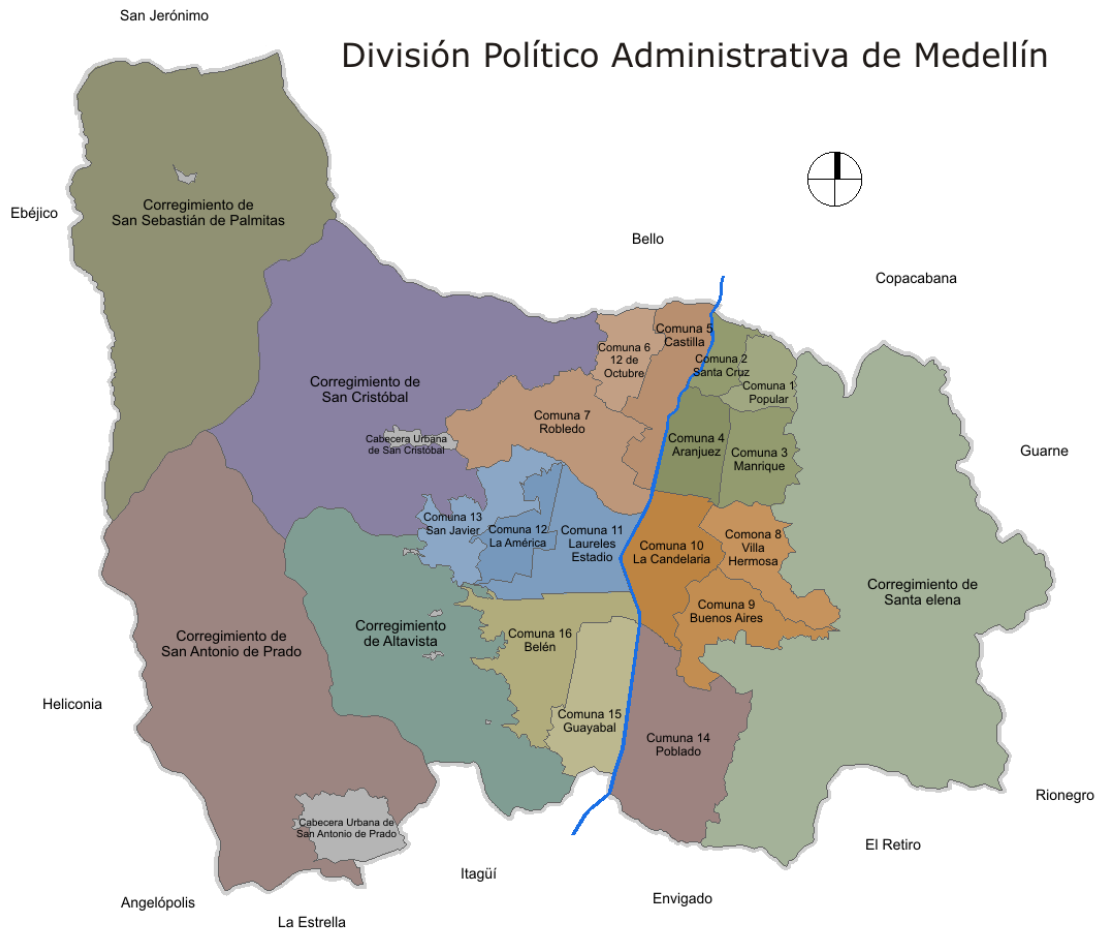 San Jerónimo
División Político Administrativa de Medellín
Corregimiento de
San Sebastián de Palmitas
Ebéjico
Bello
Copacabana
Comuna 5
Castilla
Comuna 6
12 de
Octubre
Comuna 2
Santa Cruz
Comuna 1
Popular
Corregimiento de
San Cristóbal
Comuna 7
Robledo
Cabecera Urbana
de San Cristóbal
Comuna 4
Aranjuez
Comuna 3
Manrique
Guarne
Comuna 13
San Javier
Comuna 12
La América
Comuna 11
Laureles
Estadio
Comuna 10
La Candelaria
Comona 8
Villa
Hermosa
Corregimiento de
Santa elena
Comuna 9
Buenos Aires
Corregimiento de
San Antonio de Prado
Corregimiento
de Altavista
Comuna 16
Belén
Heliconia
Comuna 15
Guayabal
Cumuna 14
Poblado
Rionegro
Cabecera Urbana de
San Antonio de Prado
El Retiro
Itagüí
Envigado
Angelópolis
La Estrella